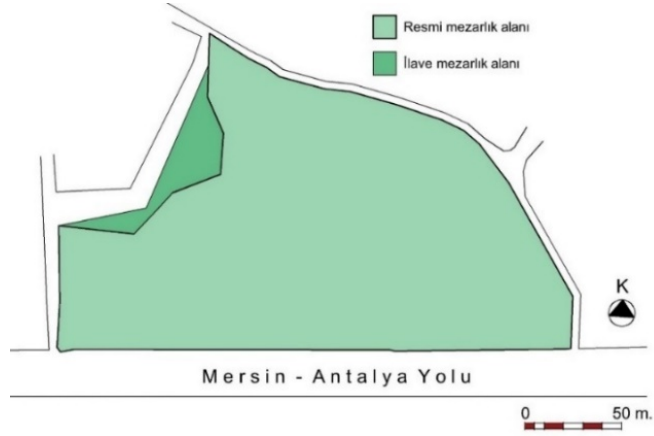 Resmi mezarlık alanı
İlave mezarlık alanı
K
Mersin - Antalya Yolu
0 50 m.